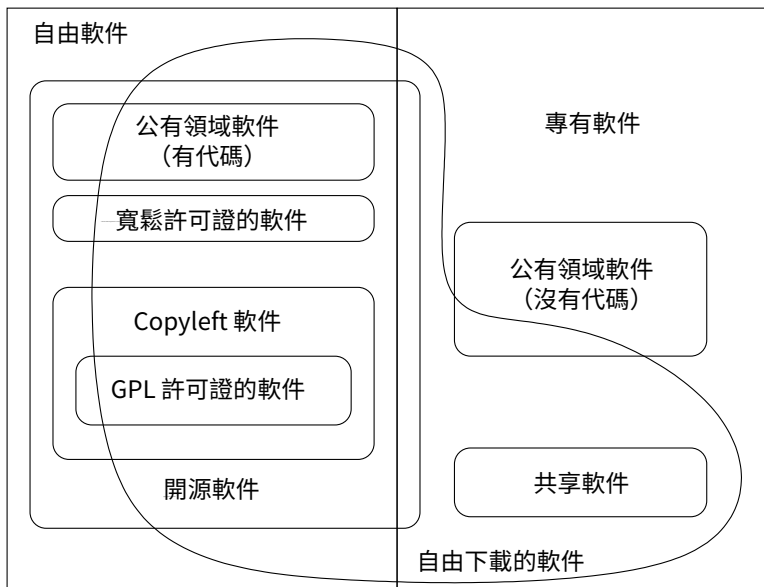 自由軟件
公有領域軟件
（有代碼）
寬鬆許可證的軟件
Copyleft 軟件
GPL 許可證的軟件
開源軟件
專有軟件
公有領域軟件
（沒有代碼）
共享軟件
自由下載的軟件